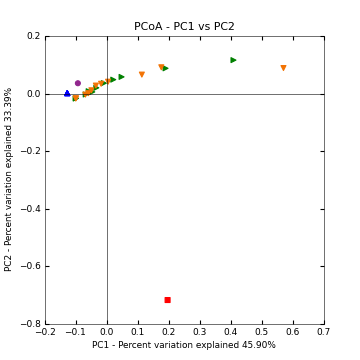 PCoA - PC1 vs PC2
0.2
0.0
−0.2
−0.4
−0.6
−0.8
PC2 - Percent variation explained 33.39%
−0.2 −0.1 0.0 0.1 0.2 0.3 0.4 0.5 0.6 0.7
PC1 - Percent variation explained 45.90%